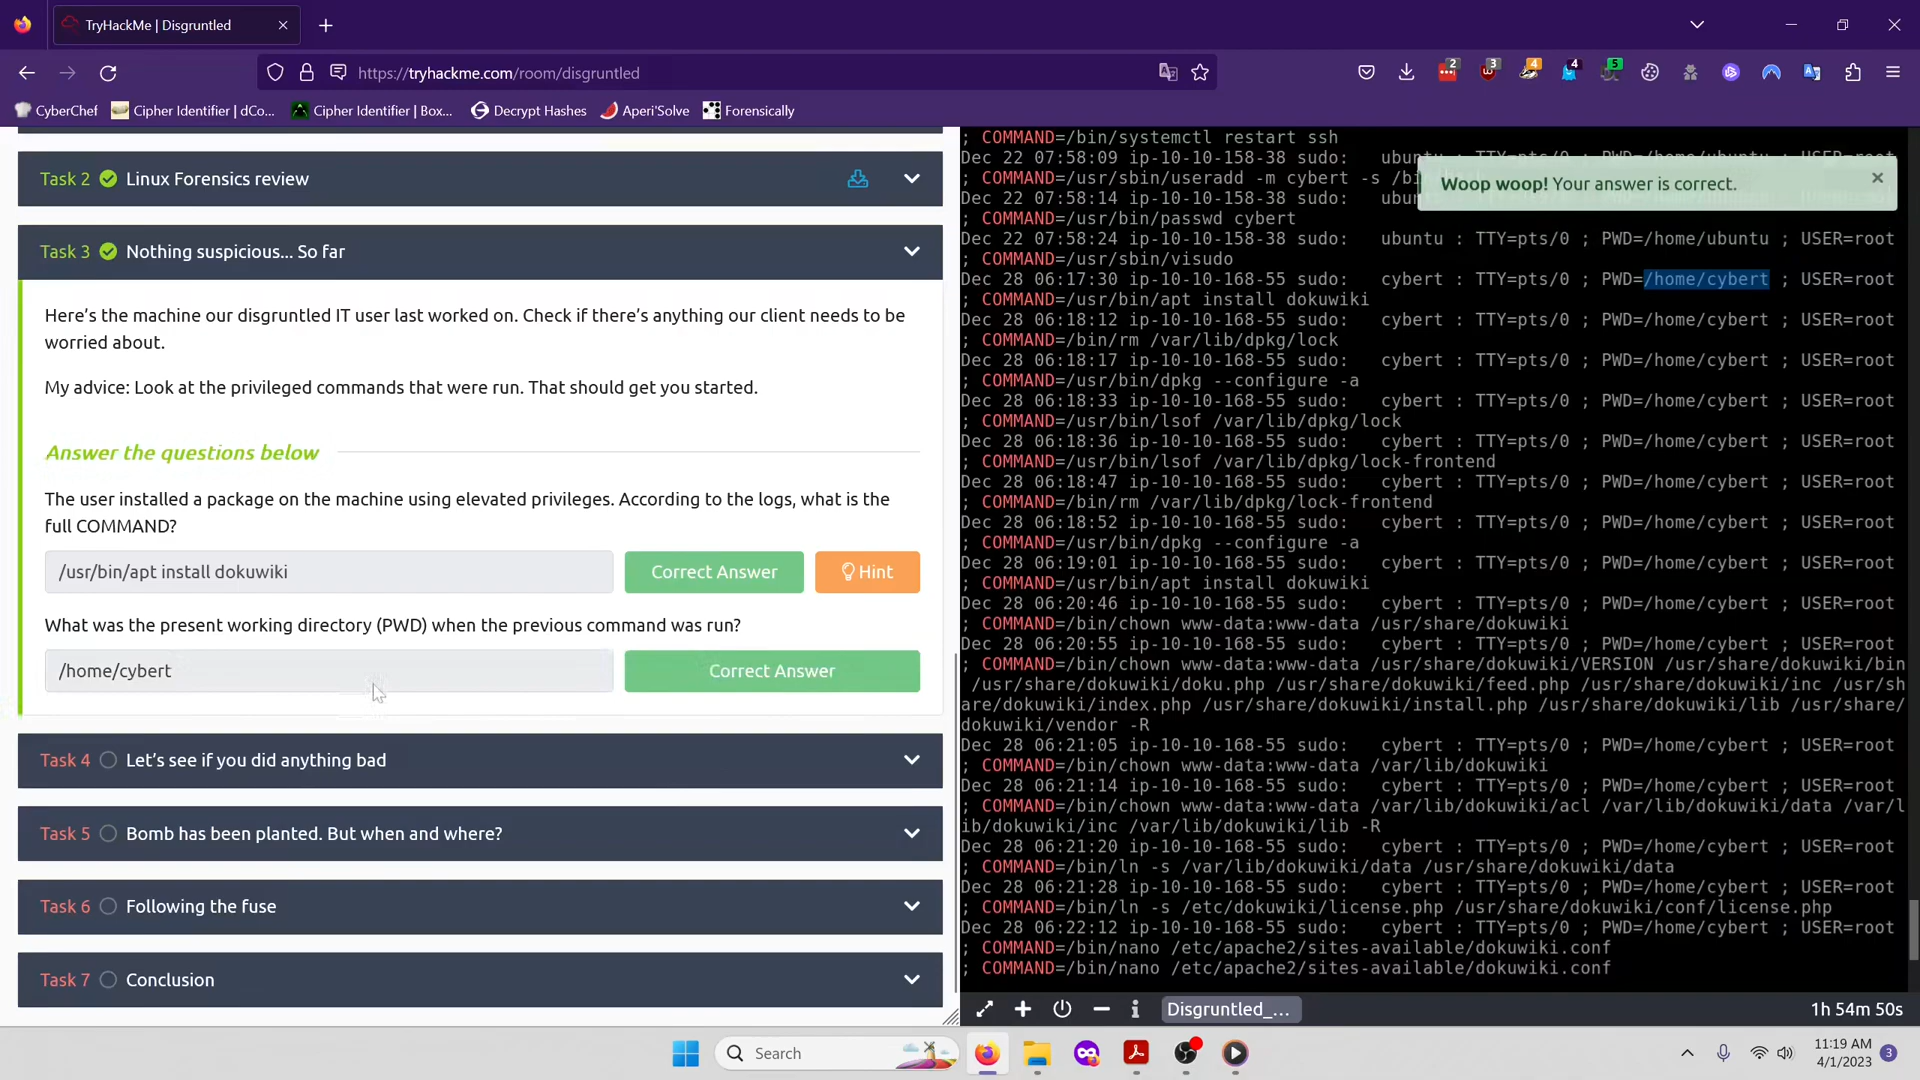 TryHackMe | Disgruntled
https://tryhackme.com/room/disgruntled
2
3
4
4
5
CyberChef
Cipher Identifier | dCo...
Cipher Identifier | Box...
Decrypt Hashes
Aperi'Solve
Forensically
Task 2 Linux Forensics review
Task 3 Nothing suspicious... So far
Here's the machine our disgruntled IT user last worked on. Check if there's anything our client needs to be
worried about.
My advice: Look at the privileged commands that were run. That should get you started.
Answer the questions below
The user installed a package on the machine using elevated privileges. According to the logs, what is the
full COMMAND?
/usr/bin/apt install dokuwiki
Correct Answer
Hint
What was the present working directory (PWD) when the previous command was run?
/home/cybert
Correct Answer
Task 4 Let's see if you did anything bad
Task 5 Bomb has been planted. But when and where?
Task 6 Following the fuse
Task 7 Conclusion
; COMMAND=/bin/systemctl restart ssh
Dec 22 07:58:09 ip-10-10-158-38 sudo: ubuntu : TTY=pts/0 ; PWD=/home/ubuntu ; USER=root
; COMMAND=/usr/sbin/useradd -m cybert -s /bi
Dec 22 07:58:14 ip-10-10-158-38 sudo: ubunt
; COMMAND=/usr/bin/passwd cybert
Dec 22 07:58:24 ip-10-10-158-38 sudo: ubuntu : TTY=pts/0 ; PWD=/home/ubuntu ; USER=root
; COMMAND=/usr/sbin/visudo
Dec 28 06:17:30 ip-10-10-168-55 sudo: cybert : TTY=pts/0 ; PWD=/home/cybert ; USER=root
; COMMAND=/usr/bin/apt install dokuwiki
Dec 28 06:18:12 ip-10-10-168-55 sudo: cybert : TTY=pts/0 ; PWD=/home/cybert ; USER=root
; COMMAND=/bin/rm /var/lib/dpkg/lock
Dec 28 06:18:17 ip-10-10-168-55 sudo: cybert : TTY=pts/0 ; PWD=/home/cybert ; USER=root
; COMMAND=/usr/bin/dpkg --configure -a
Dec 28 06:18:33 ip-10-10-168-55 sudo: cybert : TTY=pts/0 ; PWD=/home/cybert ; USER=root
; COMMAND=/usr/bin/lsof /var/lib/dpkg/lock
Dec 28 06:18:36 ip-10-10-168-55 sudo: cybert : TTY=pts/0 ; PWD=/home/cybert ; USER=root
; COMMAND=/usr/bin/lsof /var/lib/dpkg/lock-frontend
Dec 28 06:18:47 ip-10-10-168-55 sudo: cybert : TTY=pts/0 ; PWD=/home/cybert ; USER=root
; COMMAND=/bin/rm /var/lib/dpkg/lock-frontend
Dec 28 06:18:52 ip-10-10-168-55 sudo: cybert : TTY=pts/0 ; PWD=/home/cybert ; USER=root
; COMMAND=/usr/bin/dpkg --configure -a
Dec 28 06:19:01 ip-10-10-168-55 sudo: cybert : TTY=pts/0 ; PWD=/home/cybert ; USER=root
; COMMAND=/usr/bin/apt install dokuwiki
Dec 28 06:20:46 ip-10-10-168-55 sudo: cybert : TTY=pts/0 ; PWD=/home/cybert ; USER=root
; COMMAND=/bin/chown www-data:www-data /usr/share/dokuwiki
Dec 28 06:20:55 ip-10-10-168-55 sudo: cybert : TTY=pts/0 ; PWD=/home/cybert ; USER=root
; COMMAND=/bin/chown www-data:www-data /usr/share/dokuwiki/VERSION /usr/share/dokuwiki/bin
/usr/share/dokuwiki/doku.php /usr/share/dokuwiki/feed.php /usr/share/dokuwiki/inc /usr/sh
are/dokuwiki/index.php /usr/share/dokuwiki/install.php /usr/share/dokuwiki/lib /usr/share/
dokuwiki/vendor -R
Dec 28 06:21:05 ip-10-10-168-55 sudo: cybert : TTY=pts/0 ; PWD=/home/cybert ; USER=root
; COMMAND=/bin/chown www-data:www-data /var/lib/dokuwiki
Dec 28 06:21:14 ip-10-10-168-55 sudo: cybert : TTY=pts/0 ; PWD=/home/cybert ; USER=root
; COMMAND=/bin/chown www-data:www-data /var/lib/dokuwiki/acl /var/lib/dokuwiki/data /var/l
ib/dokuwiki/inc /var/lib/dokuwiki/lib -R
Dec 28 06:21:20 ip-10-10-168-55 sudo: cybert : TTY=pts/0 ; PWD=/home/cybert ; USER=root
; COMMAND=/bin/ln -s /var/lib/dokuwiki/data /usr/share/dokuwiki/data
Dec 28 06:21:28 ip-10-10-168-55 sudo: cybert : TTY=pts/0 ; PWD=/home/cybert ; USER=root
; COMMAND=/bin/ln -s /etc/dokuwiki/license.php /usr/share/dokuwiki/conf/license.php
Dec 28 06:22:12 ip-10-10-168-55 sudo: cybert : TTY=pts/0 ; PWD=/home/cybert ; USER=root
; COMMAND=/bin/nano /etc/apache2/sites-available/dokuwiki.conf
; COMMAND=/bin/nano /etc/apache2/sites-available/dokuwiki.conf
Woop woop! Your answer is correct.
Disgruntled_...
1h 54m 50s
Search
11:19 AM
4/1/2023
3